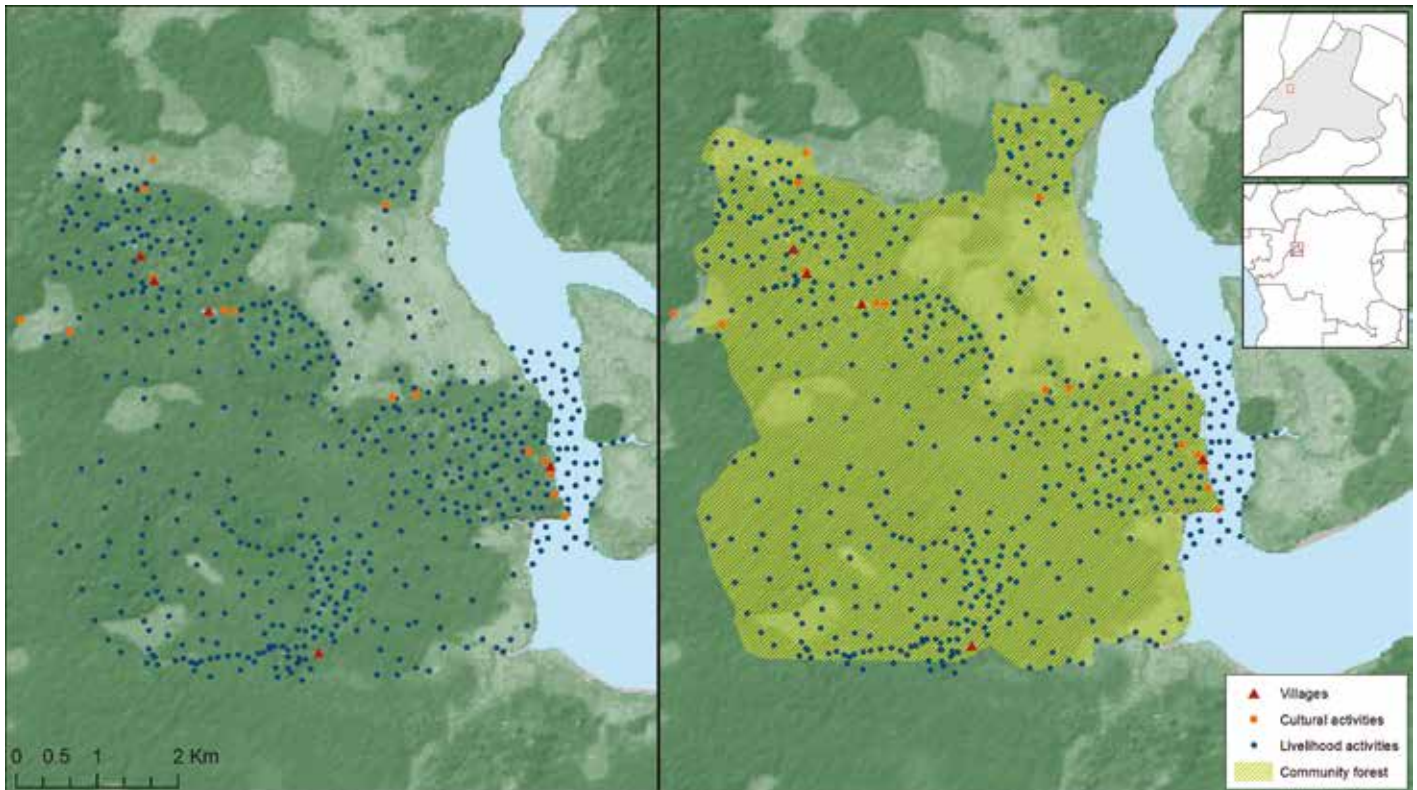 0 0.5 1 2 Km
Villages
Cultural activities
Livelihood activities
Community forest